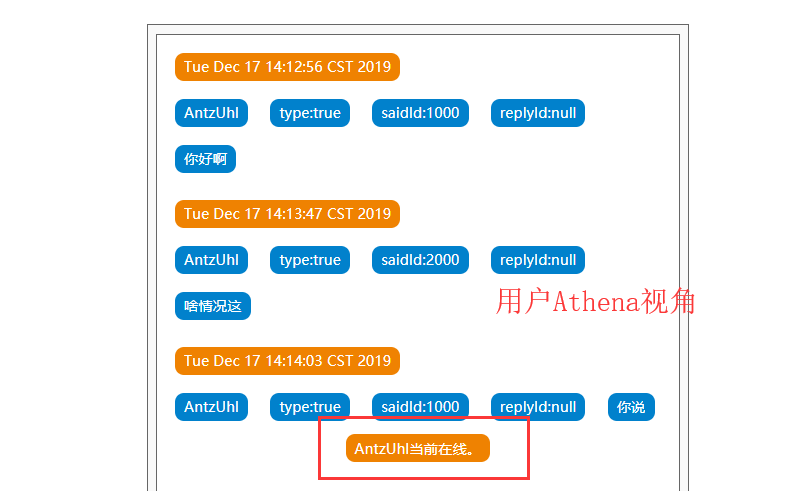 Tue Dec 17 14:12:56 CST 2019
AntzUhl type:true saidId:1000 replyId:null
你好啊
Tue Dec 17 14:13:47 CST 2019
AntzUhl type:true saidId:2000 replyId:null
啥情况这
用户Athena视角
Tue Dec 17 14:14:03 CST 2019
AntzUhl type:true saidId:1000 replyId:null 你说
AntzUhl当前在线。